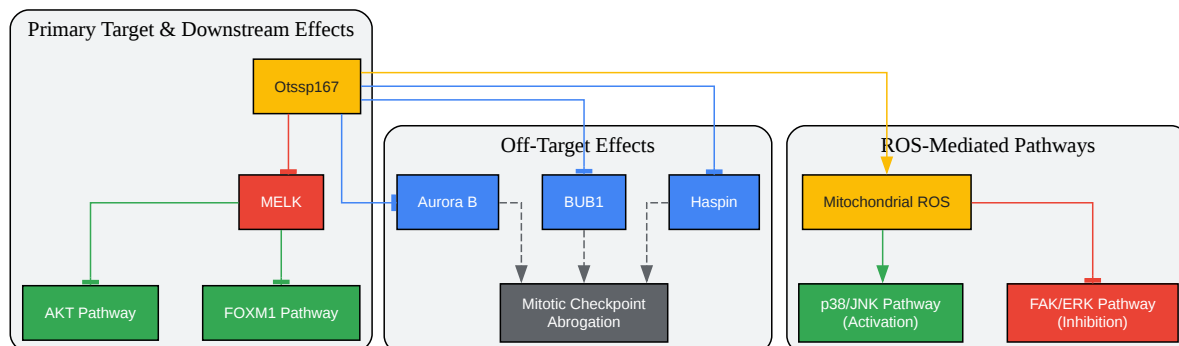 Primary Target & Downstream Effects
Otssp167
MELK
AKT Pathway
FOXM1 Pathway
Off-Target Effects
Aurora B
BUB1
Haspin
Mitotic Checkpoint
Abrogation
ROS-Mediated Pathways
Mitochondrial ROS
p38/JNK Pathway
(Activation)
FAK/ERK Pathway
(Inhibition)